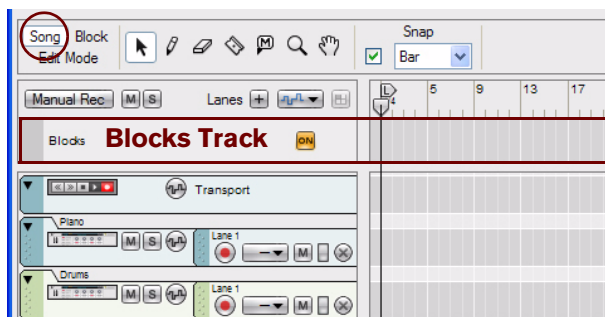 Song Block
Edit Mode
M
Snap
Bar
Manual Rec M S Lanes +
L 5 9 13 17
4
Blocks Blocks Track ON
Transport
Piano
M S Lane 1
M
Drums
M S Lane 1
M